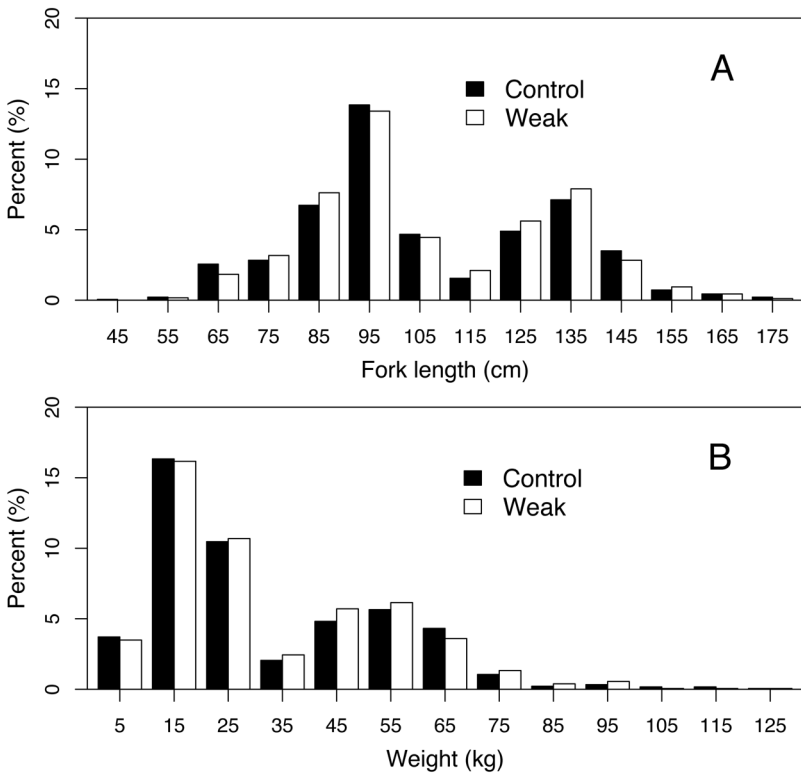 20
A
Control
15
Weak
Percent (%)
10
5
0
45 55 65 75 85 95 105 115 125 135 145 155 165 175
Fork length (cm)
20
B
Control
15
Weak
Percent (%)
10
5
0
5 15 25 35 45 55 65 75 85 95 105 115 125
Weight (kg)